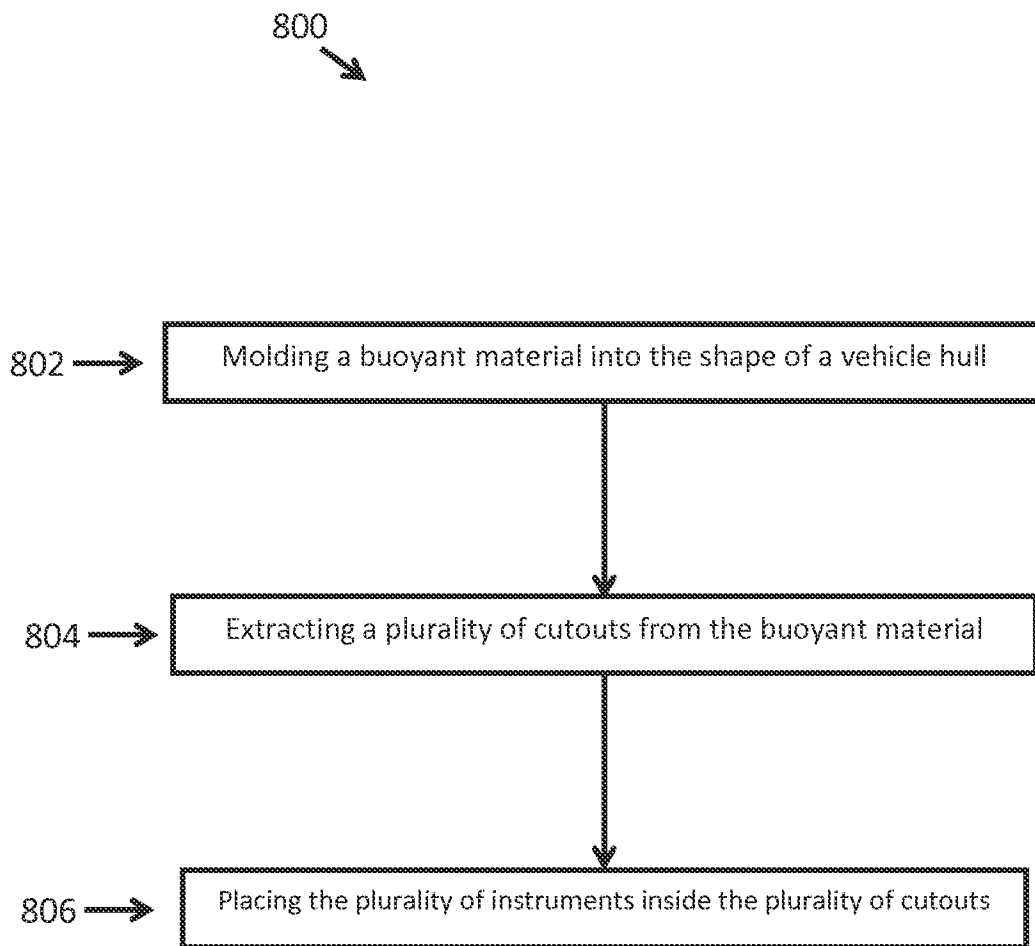 800
802
Molding a buoyant material into the shape of a vehicle hull
804
Extracting a plurality of cutouts from the buoyant material
806
Placing the plurality of instruments inside the plurality of cutouts